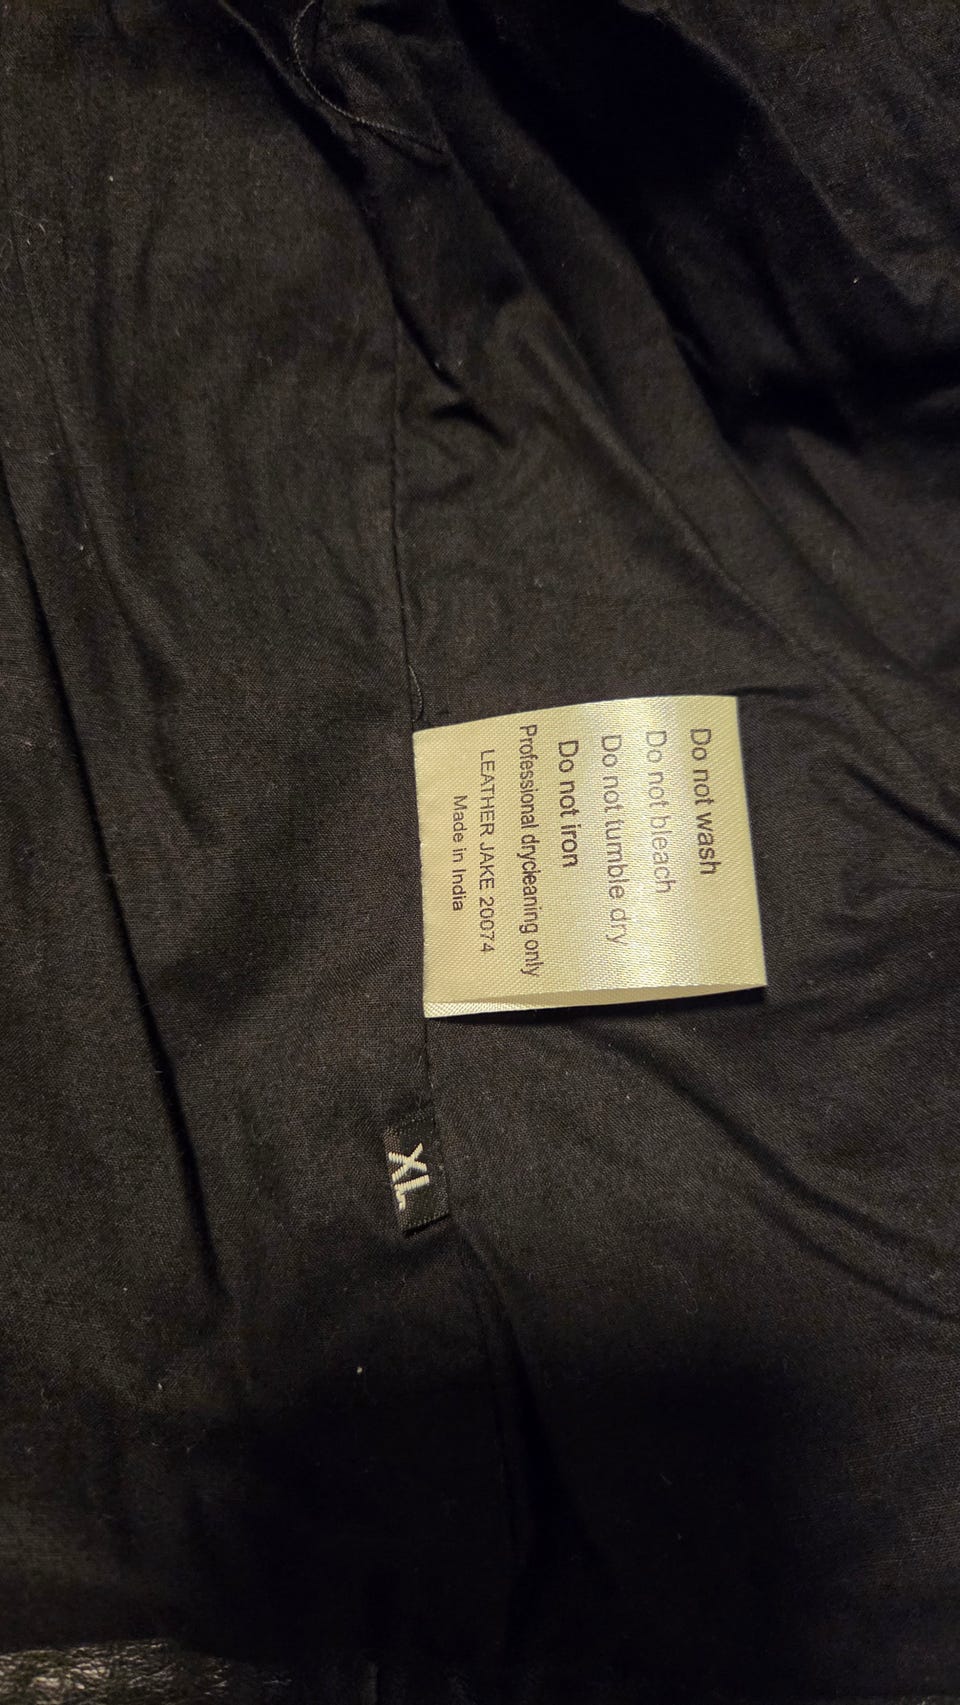 Do not wash
Do not bleach
Do not tumble dry
Do not iron
Professional drycleaning only
LEATHER JAKE 20074
Made in India
XL